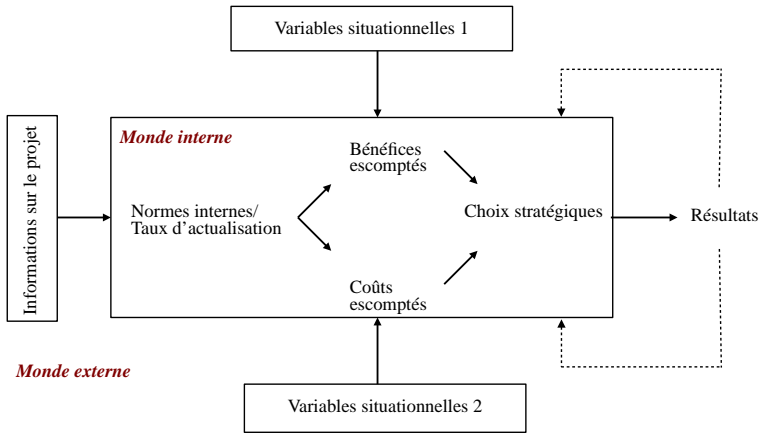 Variables situationnelles 1
Informations sur le projet
Monde interne
Bénéfices
escomptés
Normes internes/
Taux d’actualisation
Choix stratégiques
Résultats
Coûts
escomptés
Monde externe
Variables situationnelles 2